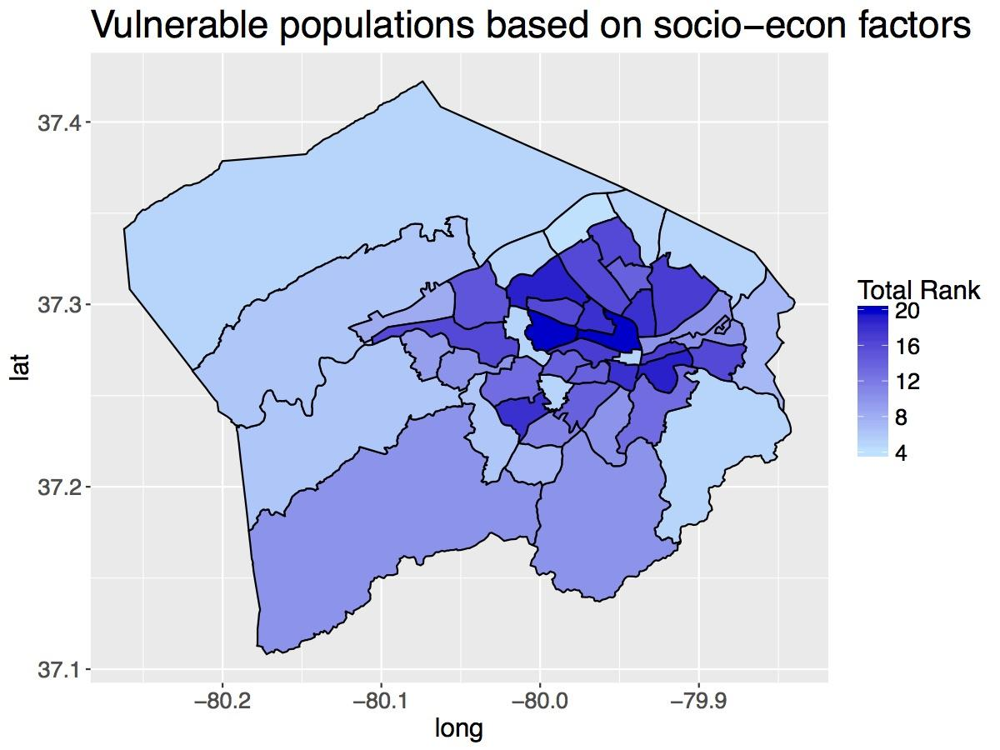 Vulnerable populations based on socio−econ factors
37.4
37.3
37.2
37.1
lat
−80.2 −80.1 −80.0 −79.9
long
Total Rank
20
16
12
8
4